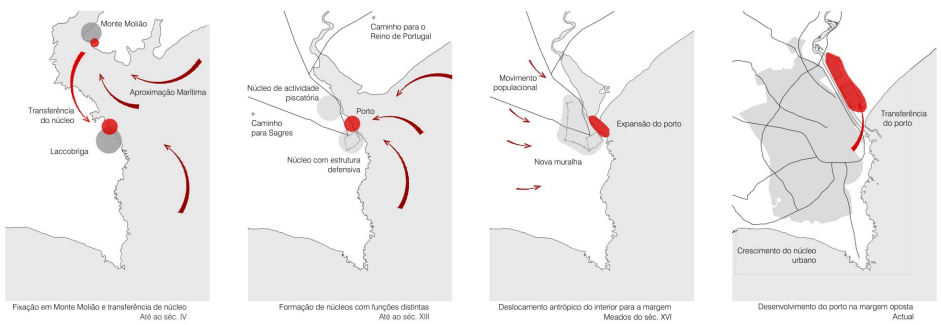 Monte Molião
Aproximação Marítima
Transferência
do núcleo
Laccobriga
Fixação em Monte Molião e transferência de núcleo
Até ao séc. IV
Caminho para o
Reino de Portugal
Núcleo de actividade
piscatória
Porto
Caminho
para Sagres
Núcleo com estrutura
defensiva
Formação de núcleos com funções distintas
Até ao séc. XIII
Movimento
populacional
Expansão do porto
Nova muralha
Deslocamento antrópico do interior para a margem
Meados do séc. XVI
Transferência
do porto
Crescimento do núcleo
urbano
Desenvolvimento do porto na margem oposta
Actual